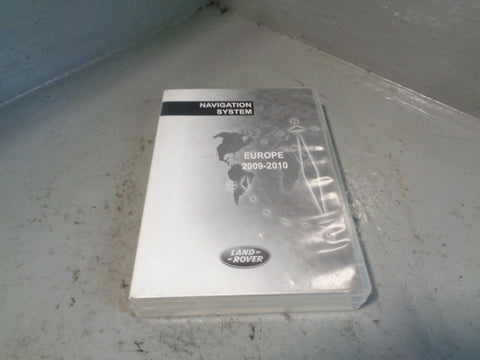 NAVIGATION
SYSTEM
EUROPE
2009-2010
LAND-
-ROVER